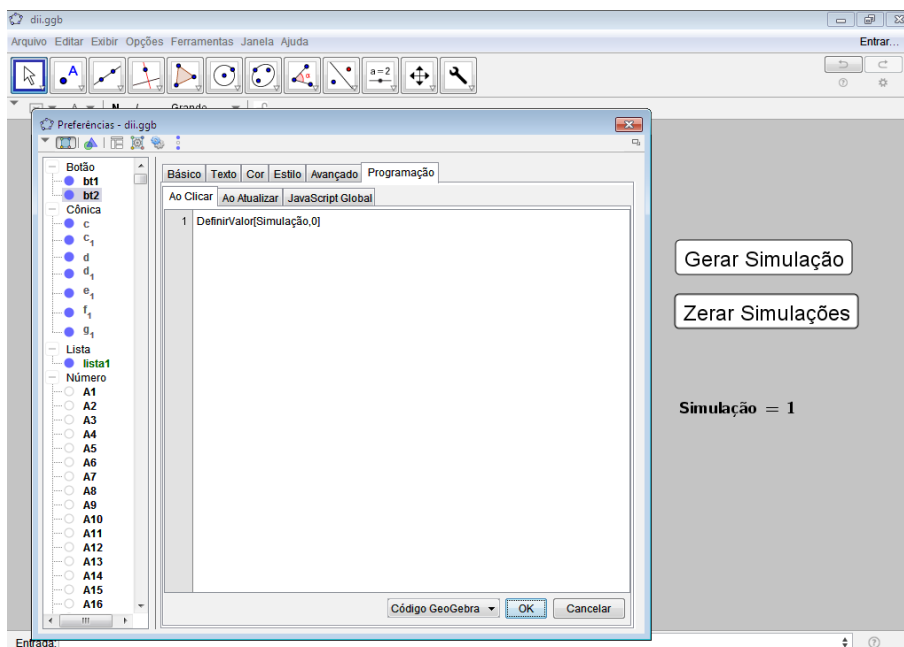 dii.ggb
Arquivo Editar Exibir Opções Ferramentas Janela Ajuda
Entrar...
A
a=2
Grande
Preferências - dii.ggb
Botão
bt1
bt2
Cônica
c
c1
d
d1
e1
f1
g1
Lista
lista1
Número
A1
A2
A3
A4
A5
A6
A7
A8
A9
A10
A11
A12
A13
A14
A15
A16
Básico Texto Cor Estilo Avançado Programação
Ao Clicar Ao Atualizar JavaScript Global
1 DefinirValor[Simulação,0]
Código GeoGebra OK Cancelar
Gerar Simulação
Zerar Simulações
Simulação = 1
Entrada: